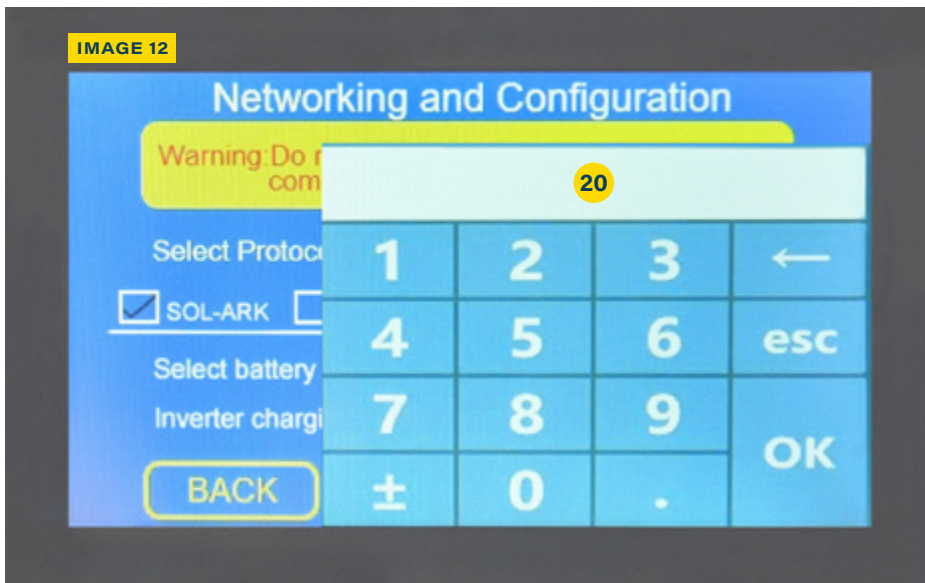 IMAGE 12
Networking and Configuration
Warning:Do
com
20
Select Protoc
SOL-ARK
Select battery
Inverter chargi
1 2 3 ←
4 5 6 esc
7 8 9
OK
BACK
± 0 .